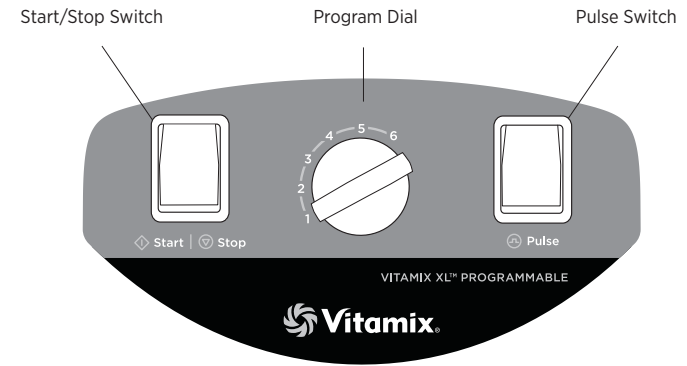 Start/Stop Switch
Program Dial
Pulse Switch
1
2
3
4
5
6
Start | Stop
Pulse
VITAMIX XL™ PROGRAMMABLE
Vitamix®